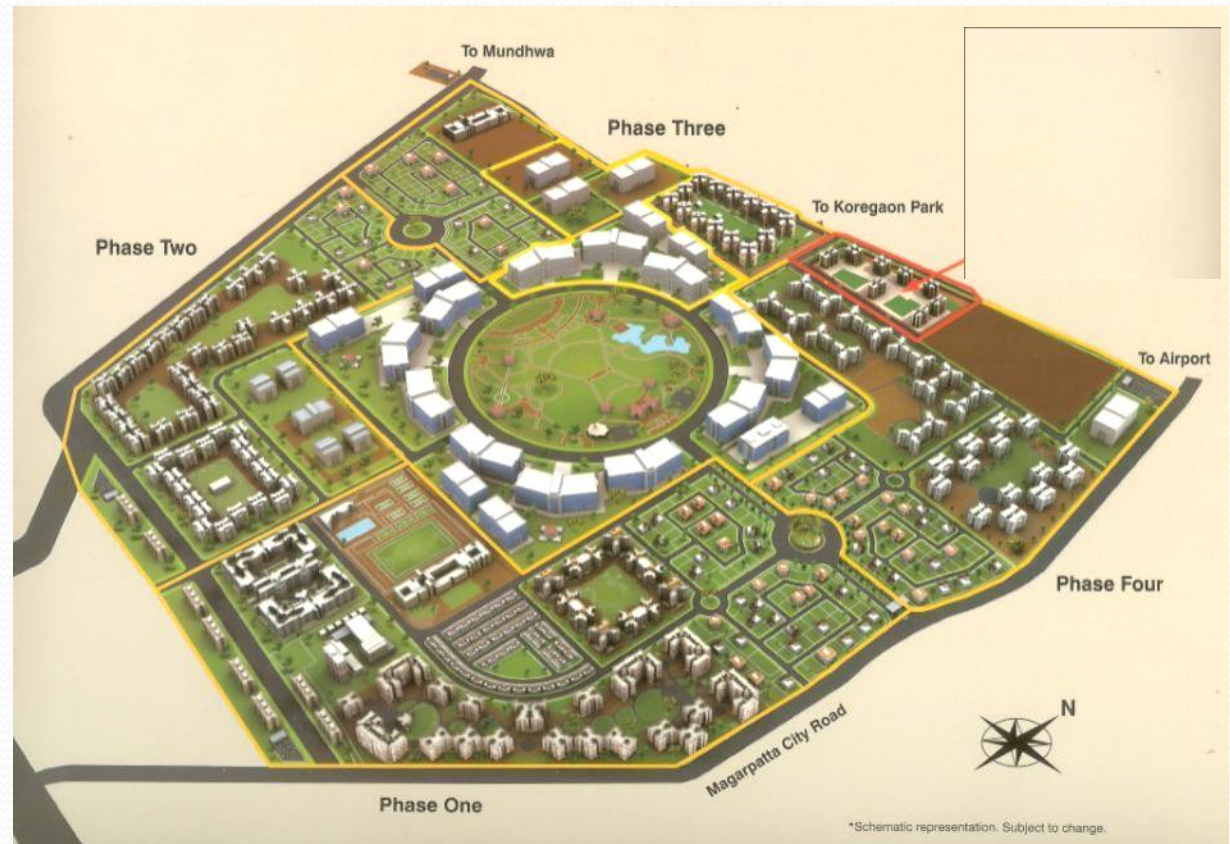 To Mundhwa
Phase Three
To Koregaon Park
Phase Two
To Airport
Phase Four
N
Magarpatta City Road
Phase One
*Schematic representation. Subject to change.